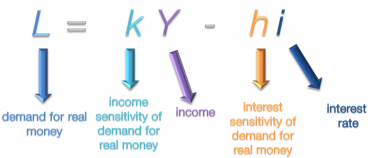 L = kY - hi
demand for real
money
income
sensitivity of
demand for
real money
income
interest
sensitivity of
demand for
real money
interest
rate